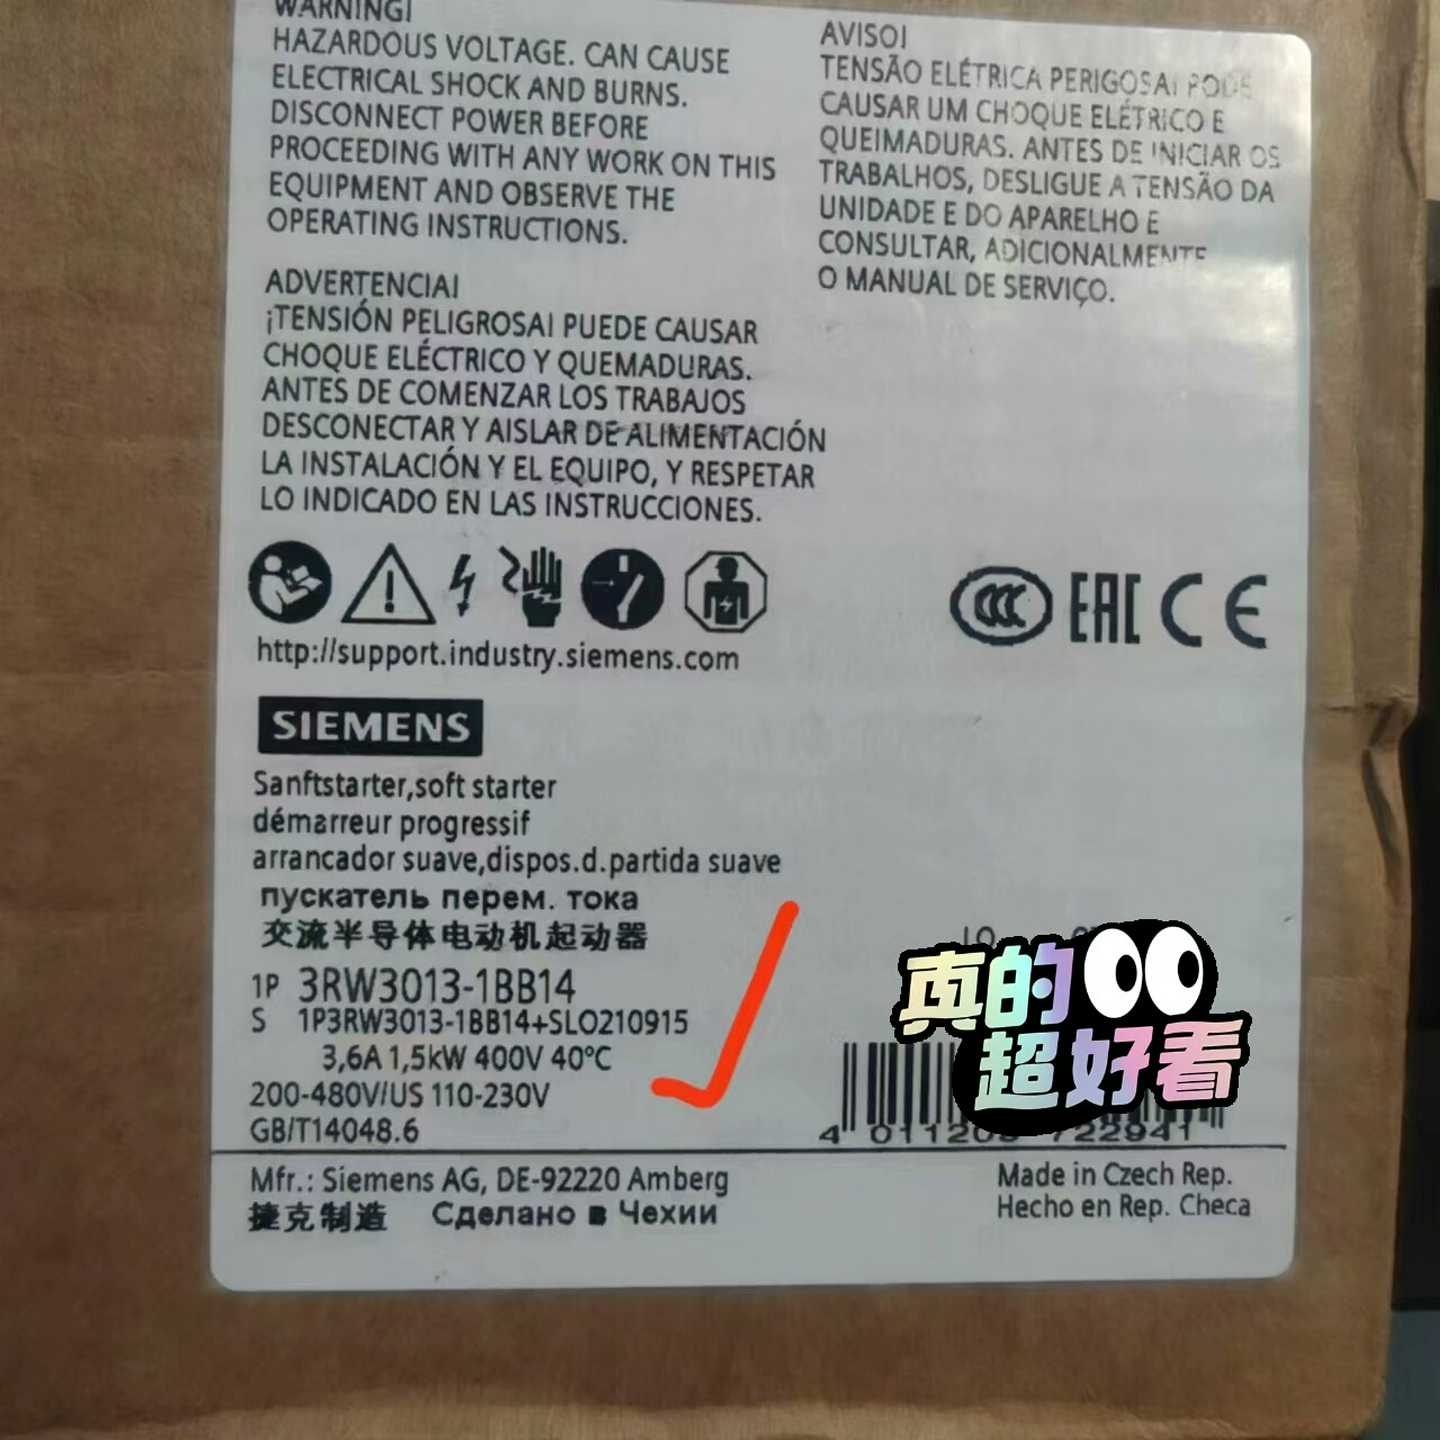 WARNING!
HAZARDOUS VOLTAGE. CAN CAUSE
ELECTRICAL SHOCK AND BURNS.
DISCONNECT POWER BEFORE
PROCEEDING WITH ANY WORK ON THIS
EQUIPMENT AND OBSERVE THE
OPERATING INSTRUCTIONS.
ADVERTENCIA!
¡TENSIÓN PELIGROSA! PUEDE CAUSAR
CHOQUE ELÉCTRICO Y QUEMADURAS.
ANTES DE COMENZAR LOS TRABAJOS
DESCONECTAR Y AISLAR DE ALIMENTACIÓN
LA INSTALACIÓN Y EL EQUIPO, Y RESPETAR
LO INDICADO EN LAS INSTRUCCIONES.
AVISO!
TENSÃO ELÉTRICA PERIGOSA! PODE
CAUSAR UM CHOQUE ELÉTRICO E
QUEIMADURAS. ANTES DE INICIAR OS
TRABALHOS, DESLIGUE A TENSÃO DA
UNIDADE E DO APARELHO E
CONSULTAR, ADICIONALMENTE
O MANUAL DE SERVIÇO.
CCC EAC CE
http://support.industry.siemens.com
SIEMENS
Sanftstarter,soft starter
démarreur progressif
arrancador suave,dispos.d.partida suave
пускатель перем. тока
交流半导体电动机起动器
1P 3RW3013-1BB14
S 1P3RW3013-1BB14+SLO210915
3,6A 1,5kW 400V 40°C
200-480V/US 110-230V
GB/T14048.6
真的
超好看
Mfr.: Siemens AG, DE-92220 Amberg
捷克制造 Сделано в Чехии
Made in Czech Rep.
Hecho en Rep. Checa